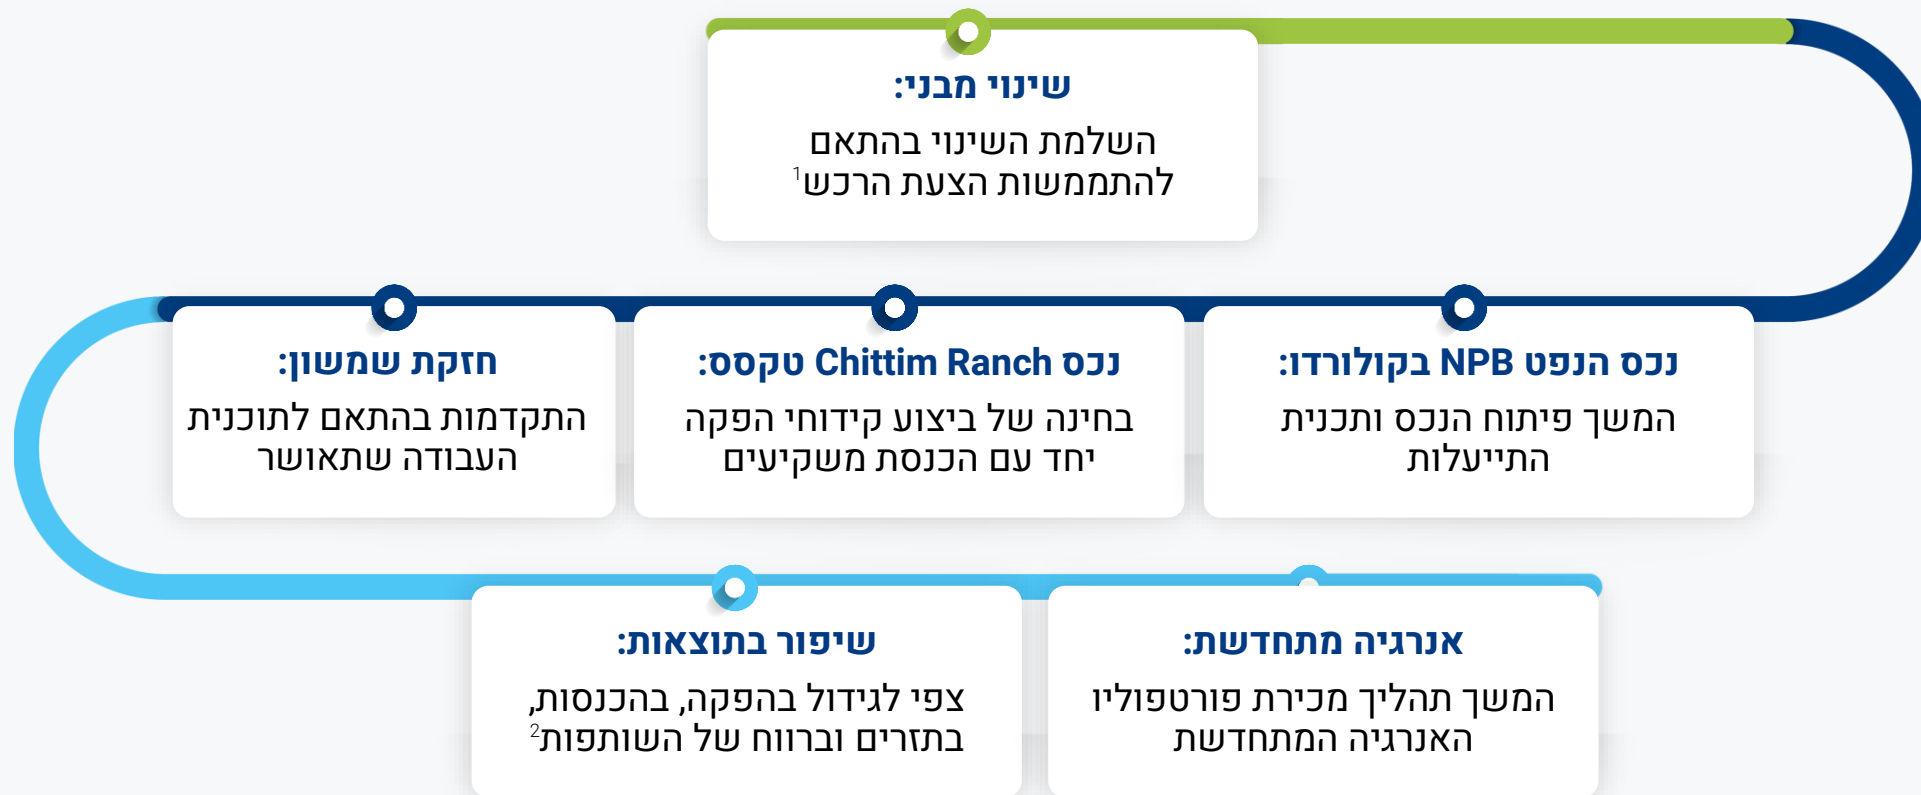 שינוי מבני:
השלמת השינוי בהתאם
להתממשות הצעת הרכש¹
נכס הנפט NPB בקולורדו:
המשך פיתוח הנכס ותכנית
התייעלות
נכס Chittim Ranch טקסס:
בחינה של ביצוע קידוחי הפקה
יחד עם הכנסת משקיעים
חזקת שמשון:
התקדמות בהתאם לתוכנית
העבודה שתאושר
אנרגיה מתחדשת:
המשך תהליך מכירת פורטפוליו
האנרגיה המתחדשת
שיפור בתוצאות:
צפי לגידול בהפקה, בהכנסות,
בתזרים וברווח של השותפות²